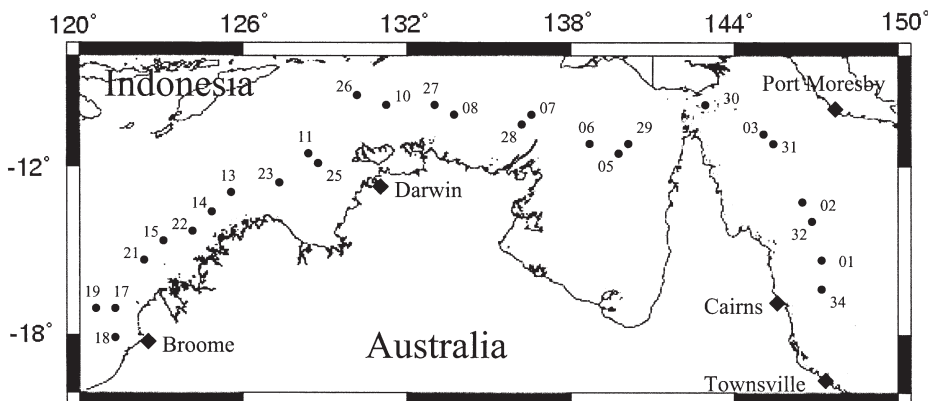 120° 126° 132° 138° 144° 150°
Indonesia
Port Moresby
26 10 27 08 07 30
28 06 29 03 31
05
11
25
-12°
13 23
Darwin
14
02
15 22
32
21
01
19 17
34
Cairns
18
-18°
Broome
Australia
Townsville